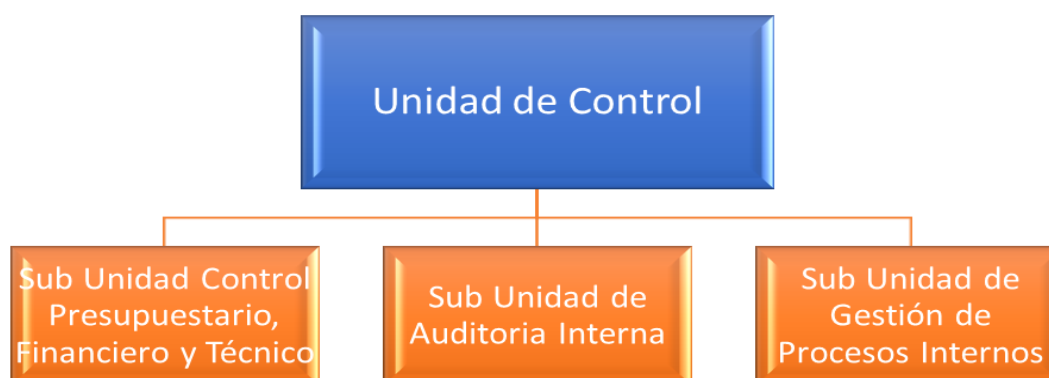 Unidad de Control
Sub Unidad Control
Presupuestario,
Financiero y Técnico
Sub Unidad de
Auditoria Interna
Sub Unidad de
Gestión de
Procesos Internos